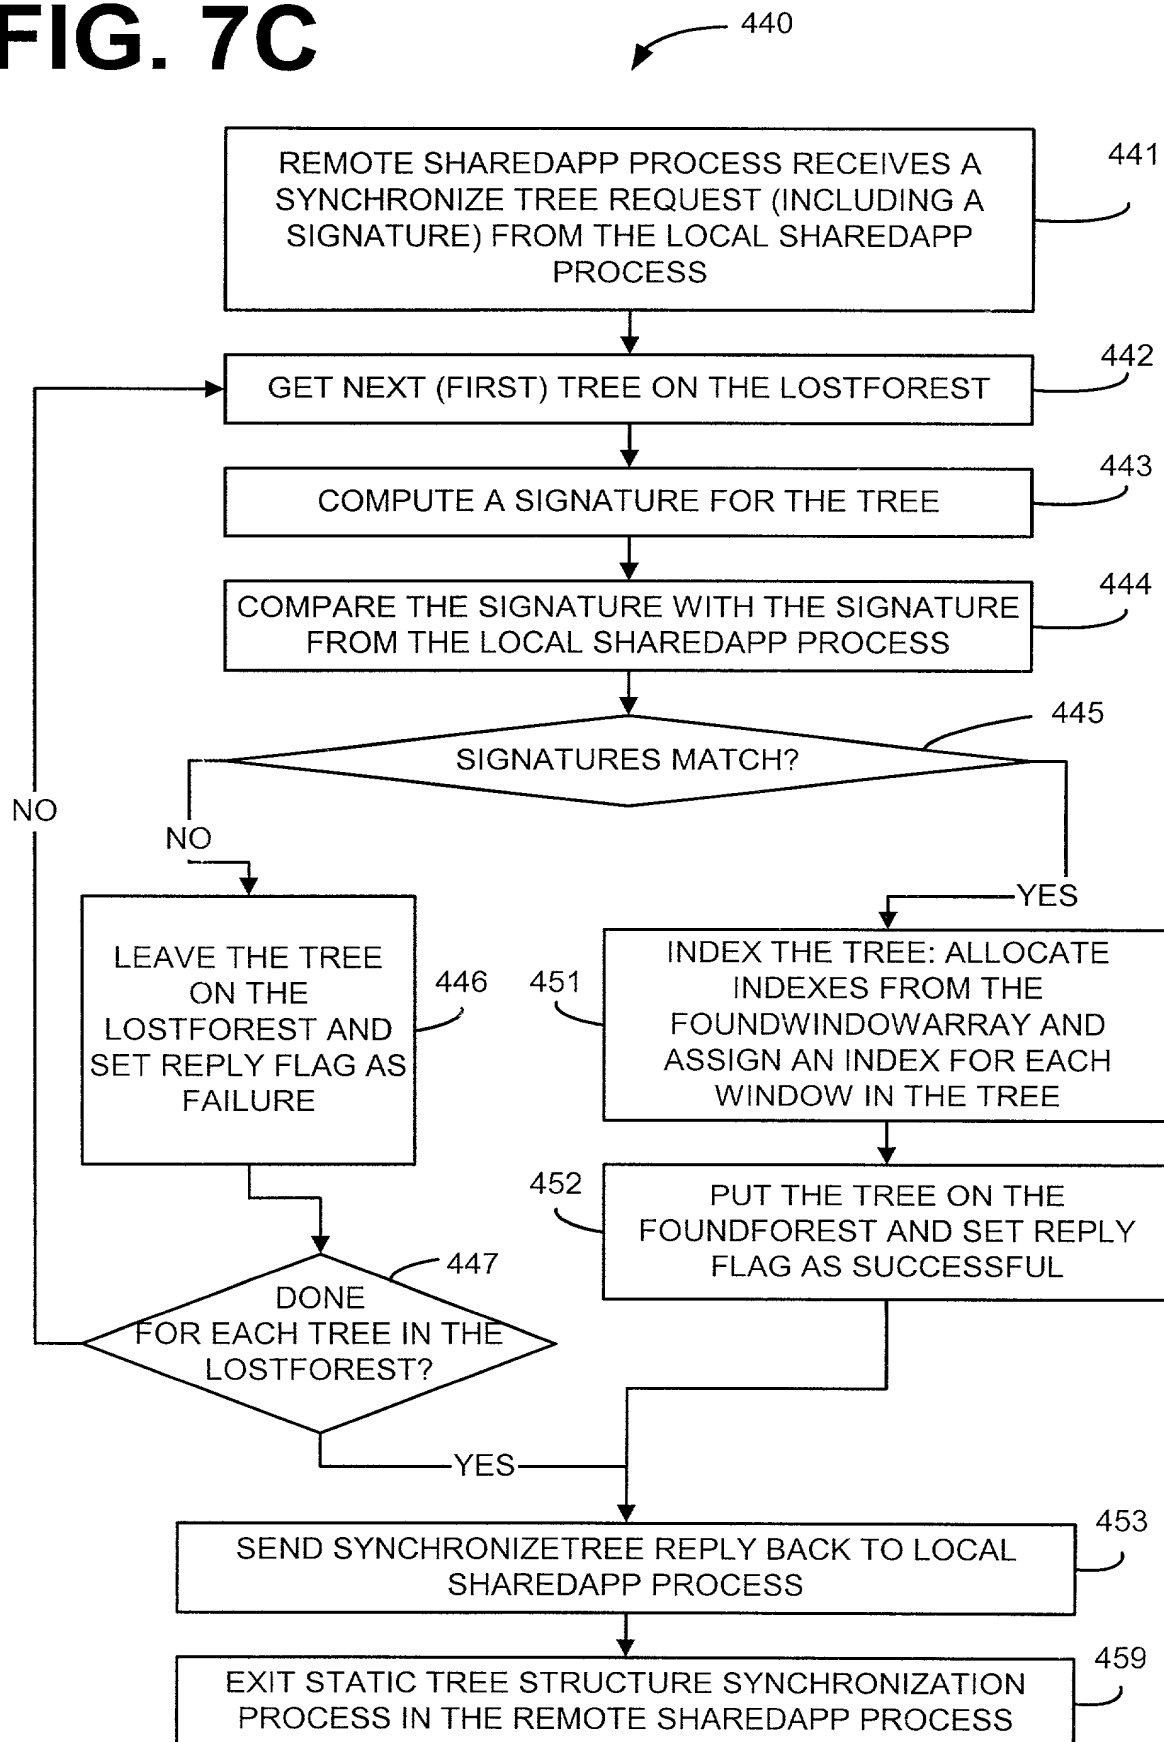 FIG. 7C
440
REMOTE SHAREDAPP PROCESS RECEIVES A
SYNCHRONIZE TREE REQUEST (INCLUDING A
SIGNATURE) FROM THE LOCAL SHAREDAPP
PROCESS
441
GET NEXT (FIRST) TREE ON THE LOSTFOREST
442
COMPUTE A SIGNATURE FOR THE TREE
443
COMPARE THE SIGNATURE WITH THE SIGNATURE
FROM THE LOCAL SHAREDAPP PROCESS
444
SIGNATURES MATCH?
445
NO
NO
YES
LEAVE THE TREE
ON THE
LOSTFOREST AND
SET REPLY FLAG AS
FAILURE
446
451
INDEX THE TREE: ALLOCATE
INDEXES FROM THE
FOUNDWINDOWARRAY AND
ASSIGN AN INDEX FOR EACH
WINDOW IN THE TREE
452
PUT THE TREE ON THE
FOUNDFOREST AND SET REPLY
FLAG AS SUCCESSFUL
447
DONE
FOR EACH TREE IN THE
LOSTFOREST?
YES
SEND SYNCHRONIZETREE REPLY BACK TO LOCAL
SHAREDAPP PROCESS
453
EXIT STATIC TREE STRUCTURE SYNCHRONIZATION
PROCESS IN THE REMOTE SHAREDAPP PROCESS
459